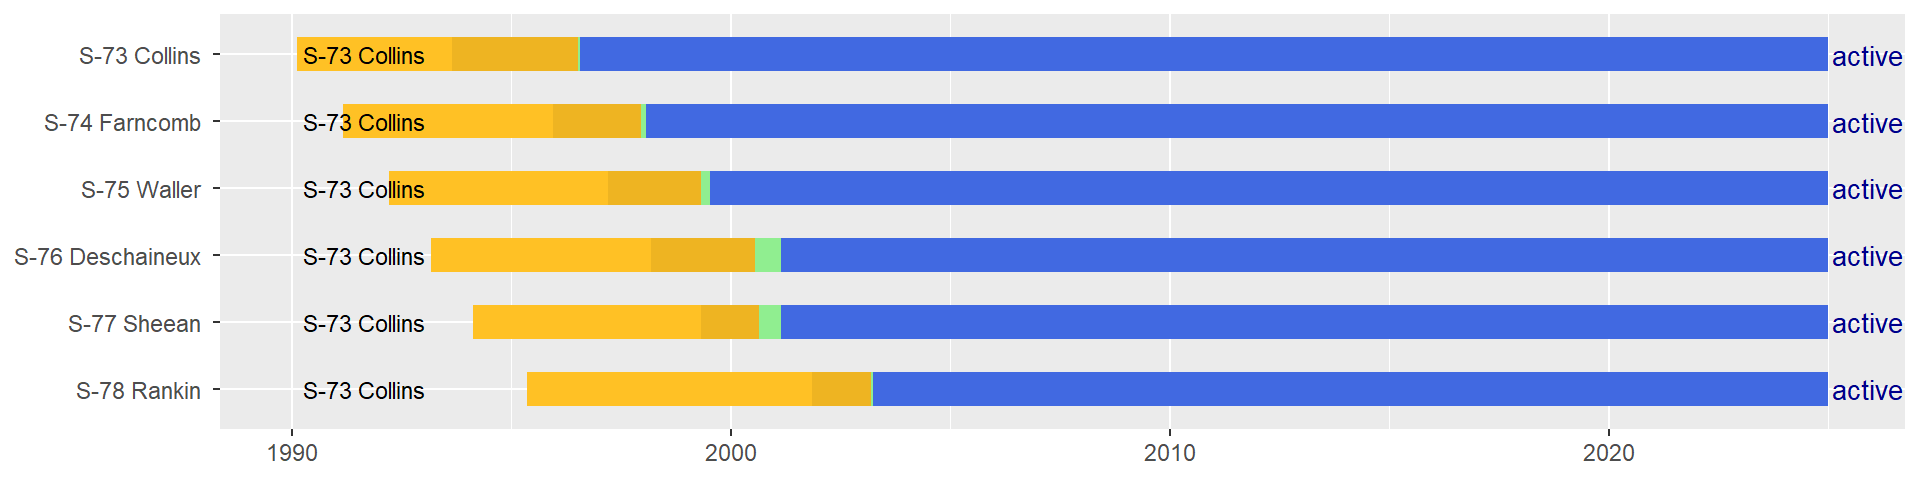 S-73 Collins S-73 Collins active
S-74 Farncomb S-73 Collins active
S-75 Waller S-73 Collins active
S-76 Deschaineux S-73 Collins active
S-77 Sheean S-73 Collins active
S-78 Rankin S-73 Collins active
1990 2000 2010 2020